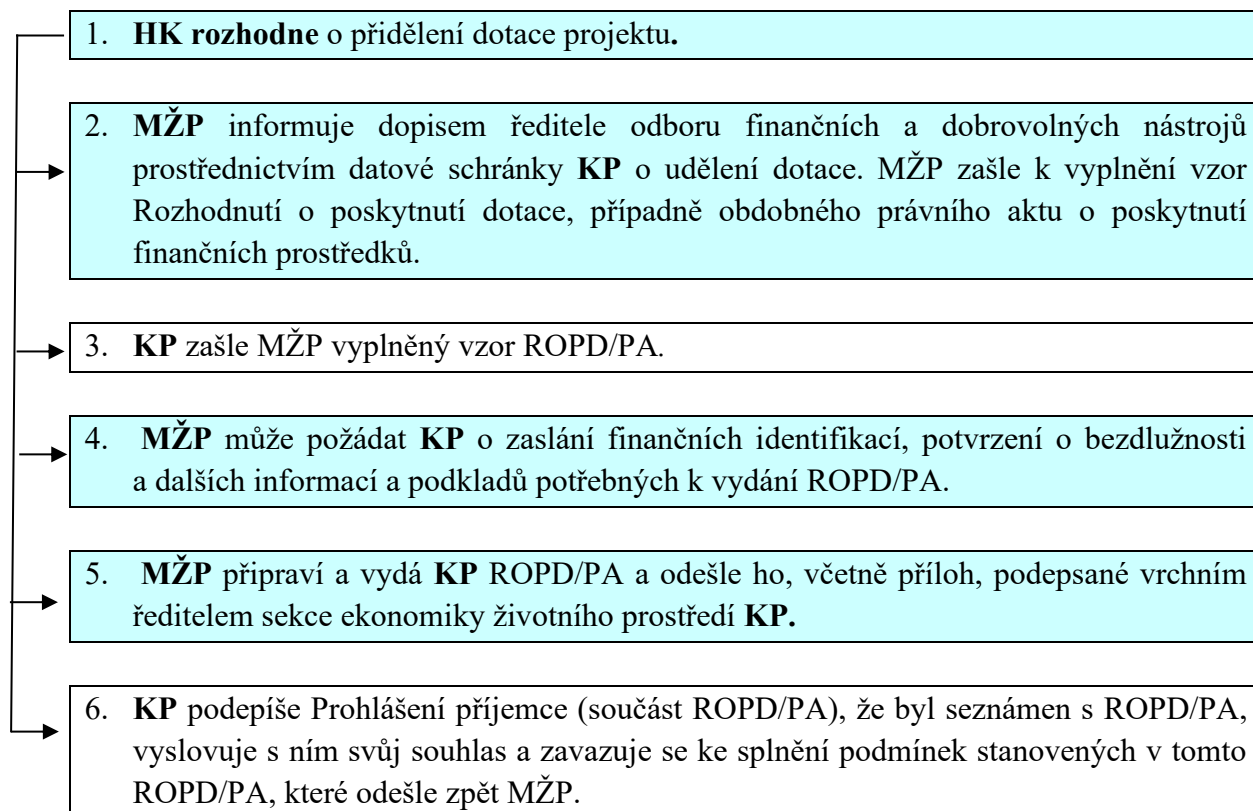 1. HK rozhodne o přidělení dotace projektu.
2. MŽP informuje dopisem ředitele odboru finančních a dobrovolných nástrojů
prostřednictvím datové schránky KP o udělení dotace. MŽP zašle k vyplnění vzor
Rozhodnutí o poskytnutí dotace, případně obdobného právního aktu o poskytnutí
finančních prostředků.
3. KP zašle MŽP vyplněný vzor ROPD/PA.
4. MŽP může požádat KP o zaslání finančních identifikací, potvrzení o bezdlužnosti
a dalších informací a podkladů potřebných k vydání ROPD/PA.
5. MŽP připraví a vydá KP ROPD/PA a odešle ho, včetně příloh, podepsané vrchním
ředitelem sekce ekonomiky životního prostředí KP.
6. KP podepíše Prohlášení příjemce (součást ROPD/PA), že byl seznámen s ROPD/PA,
vyslovuje s ním svůj souhlas a zavazuje se ke splnění podmínek stanovených v tomto
ROPD/PA, které odešle zpět MŽP.